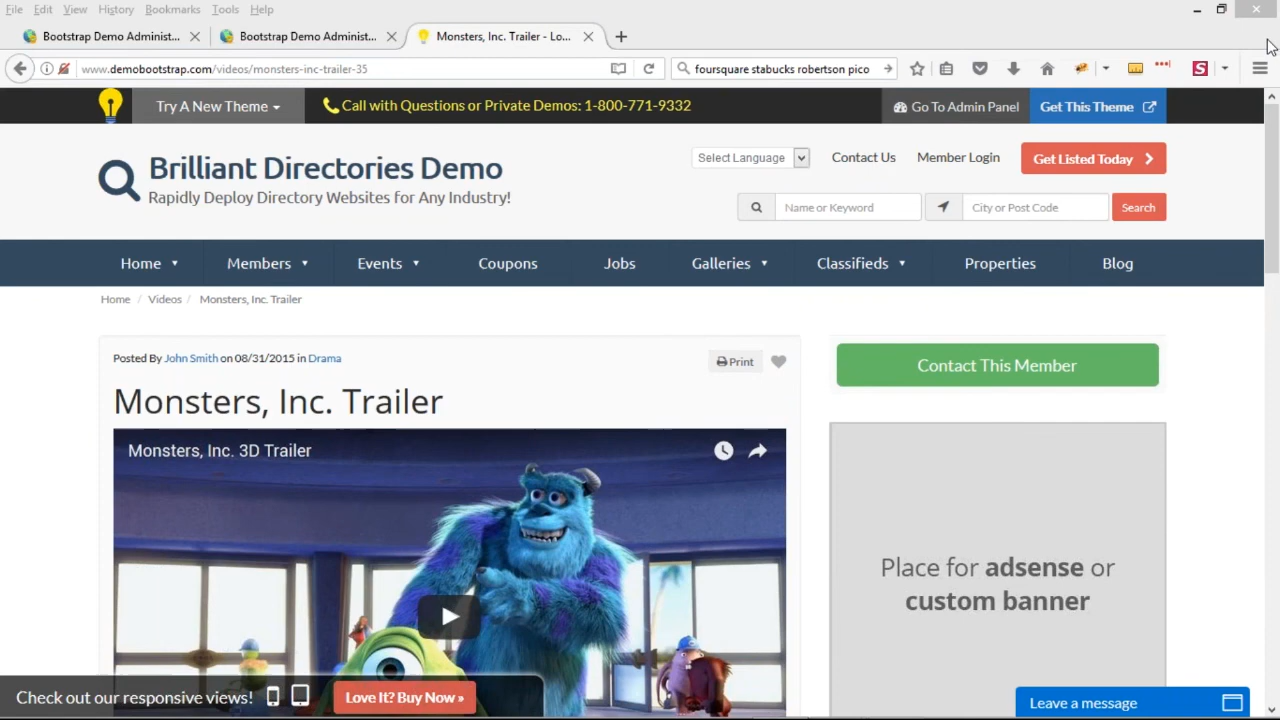 File Edit View History Bookmarks Tools Help
Bootstrap Demo Administ... Bootstrap Demo Administ... Monsters, Inc. Trailer - Lo...
www.demobootstrap.com/videos/monsters-inc-trailer-35 foursquare stabucks robertson pico
Try A New Theme Call with Questions or Private Demos: 1-800-771-9332 Go To Admin Panel Get This Theme
Brilliant Directories Demo
Rapidly Deploy Directory Websites for Any Industry!
Select Language Contact Us Member Login Get Listed Today
Name or Keyword City or Post Code Search
Home Members Events Coupons Jobs Galleries Classifieds Properties Blog
Home / Videos / Monsters, Inc. Trailer
Posted By John Smith on 08/31/2015 in Drama Print
Contact This Member
Monsters, Inc. Trailer
Monsters, Inc. 3D Trailer
Place for adsense or
custom banner
Check out our responsive views! Love It? Buy Now »
Leave a message